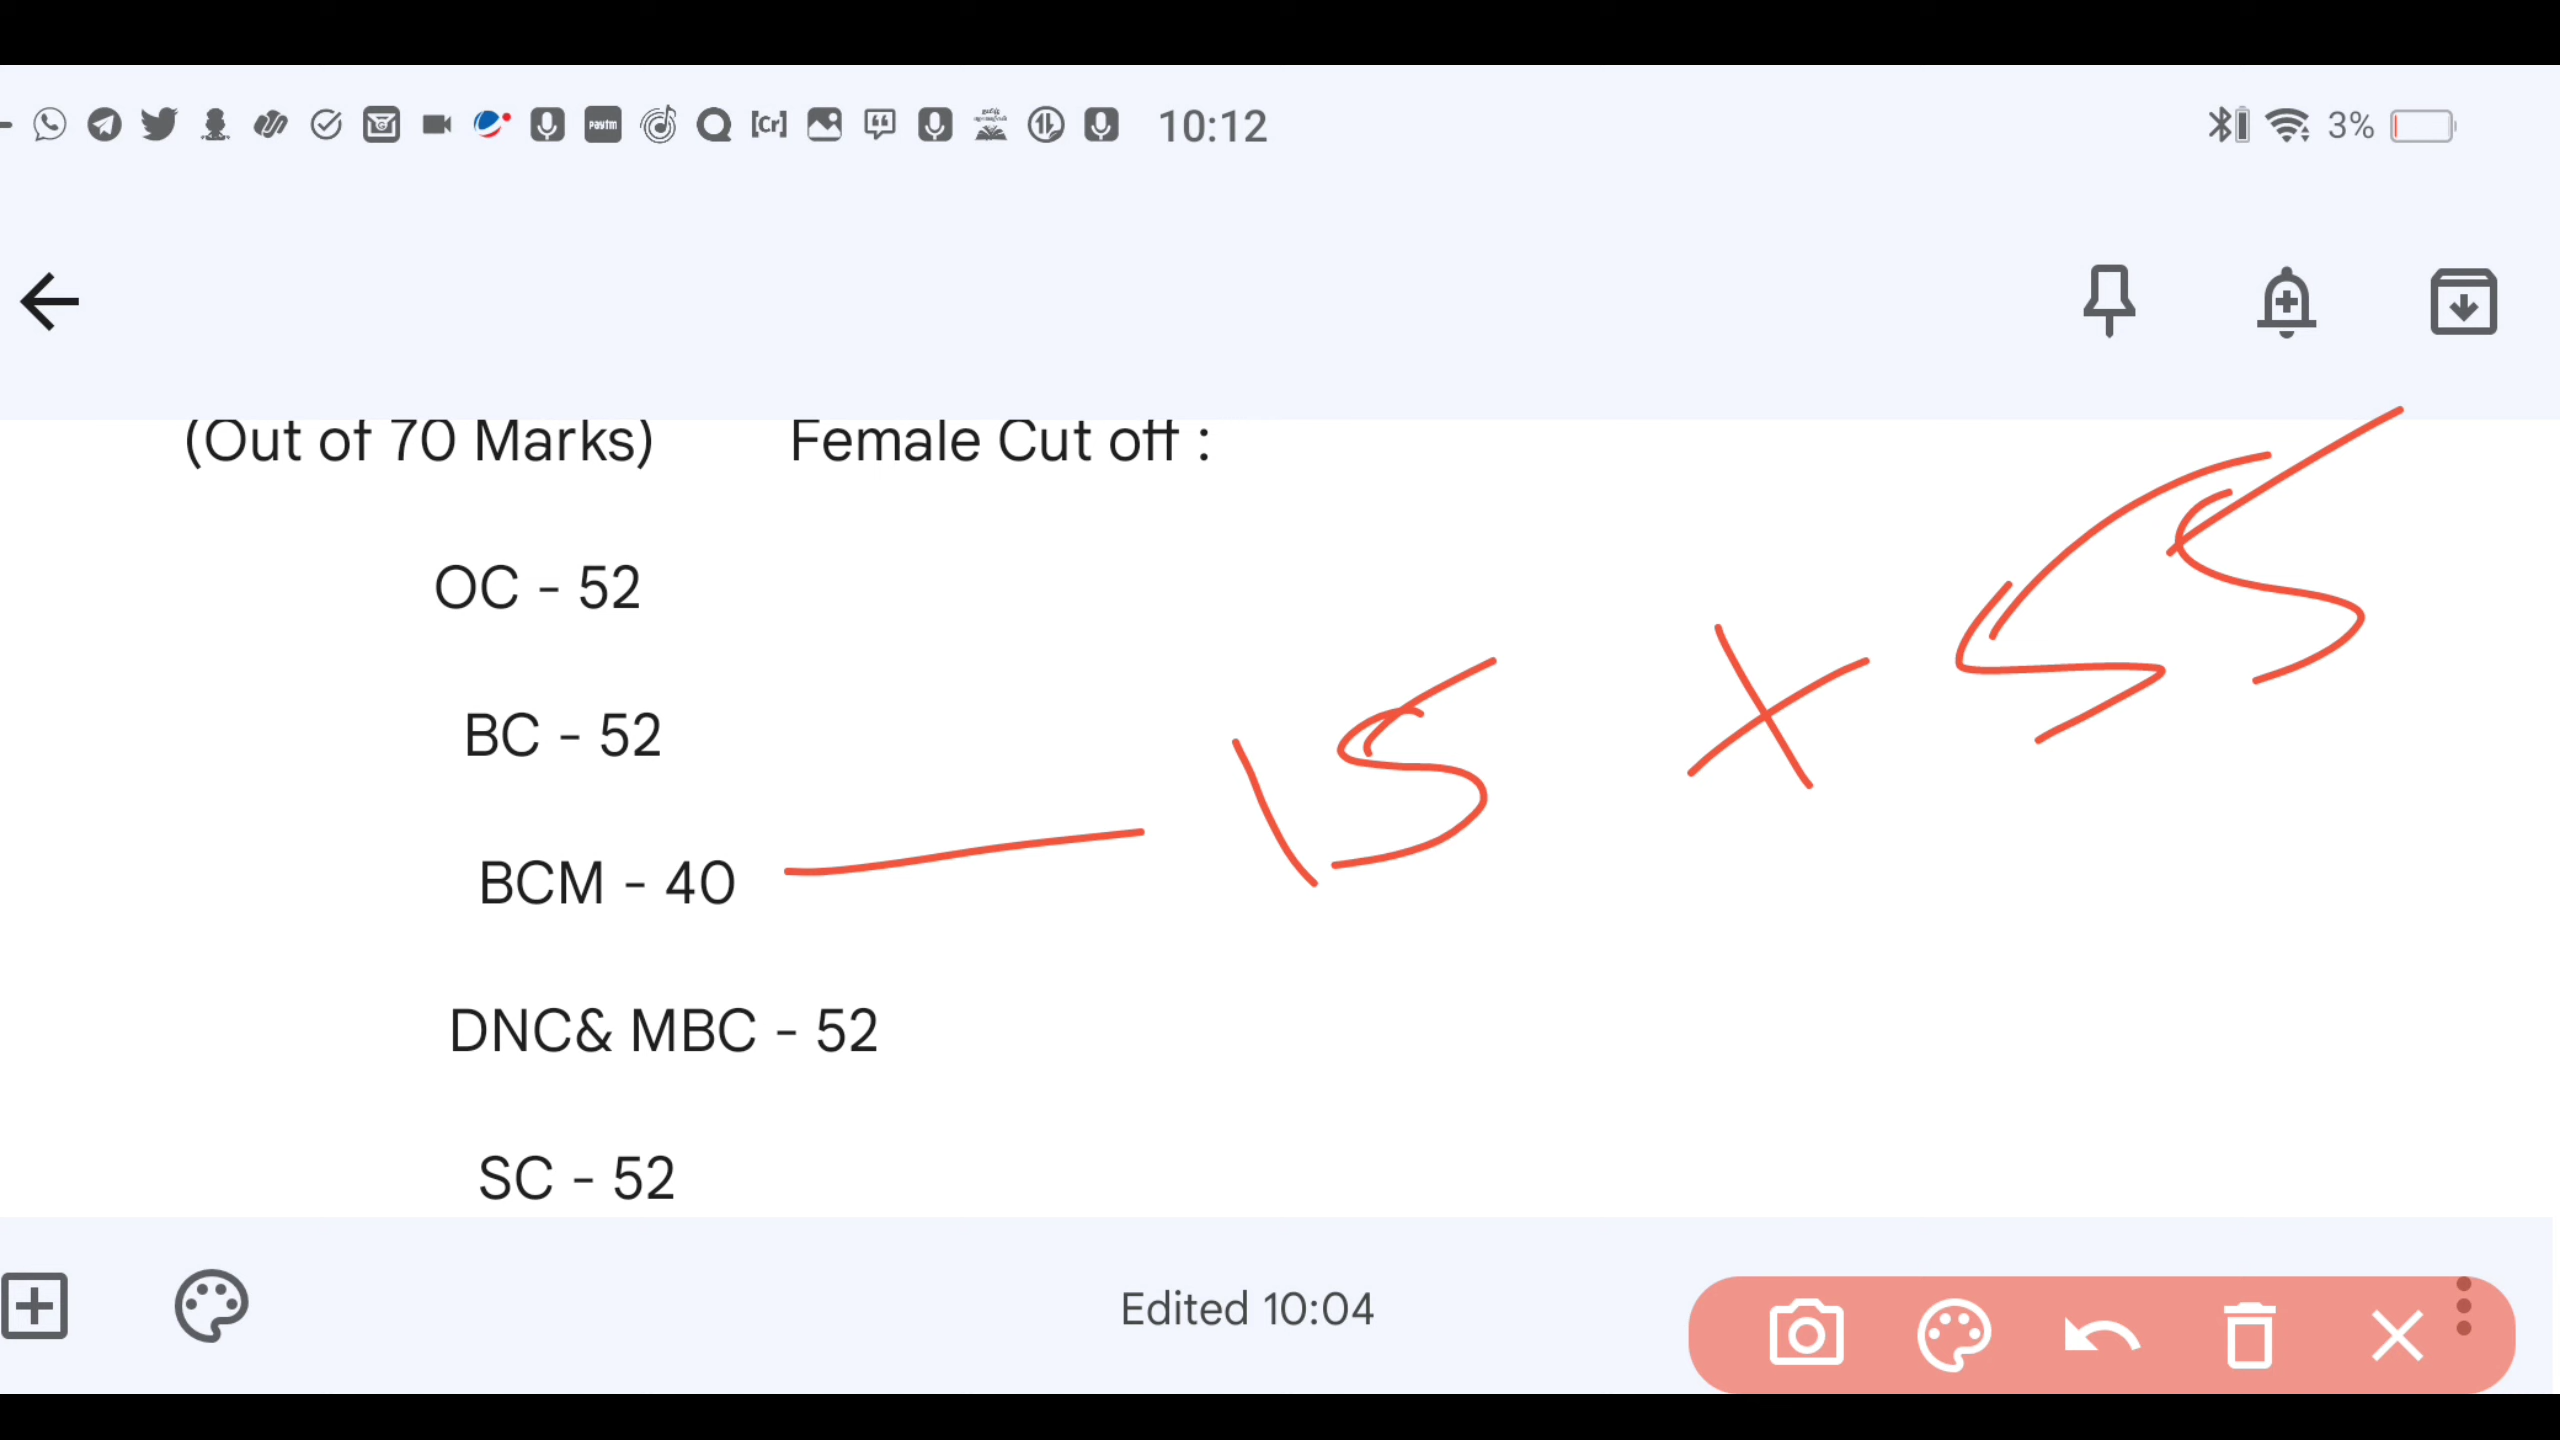 10:12 3%
(Out of 70 Marks) Female Cut off :
OC - 52
BC - 52
BCM - 40 15 + 55
DNC& MBC - 52
SC - 52
Edited 10:04